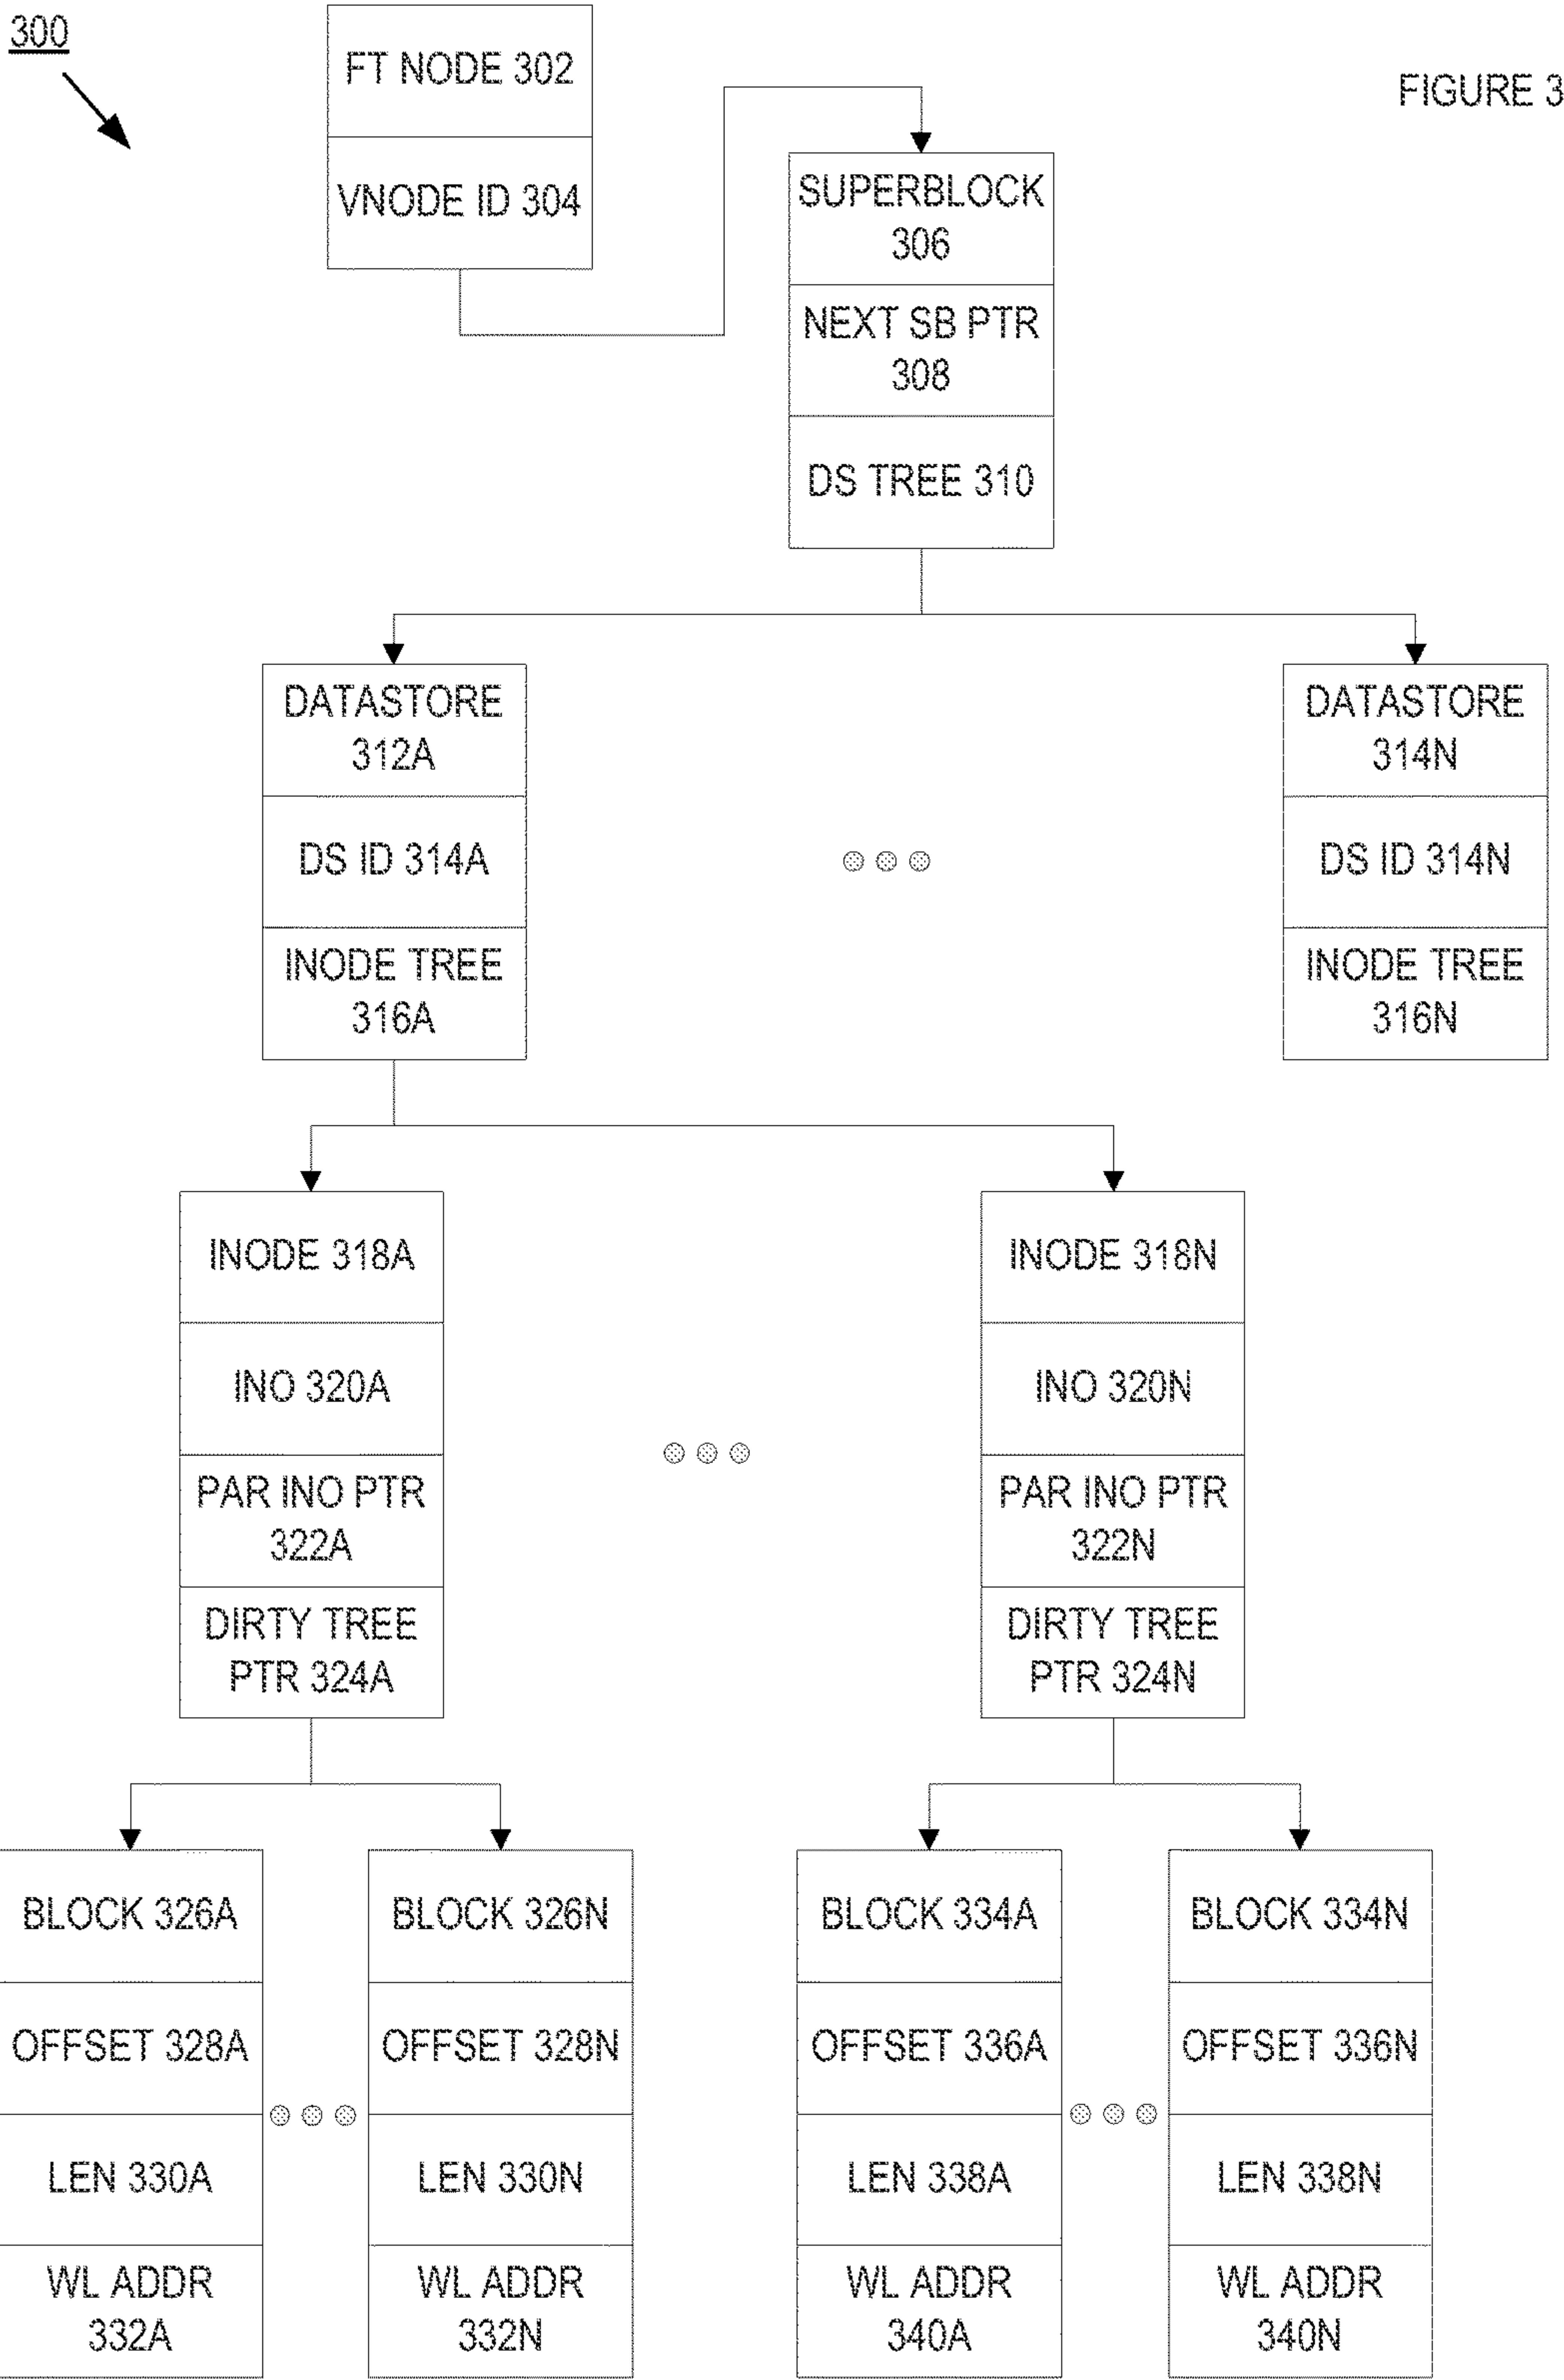 300
FIGURE 3
FT NODE 302
VNODE ID 304
SUPERBLOCK
306
NEXT SB PTR
308
DS TREE 310
DATASTORE
312A
DS ID 314A
INODE TREE
316A
DATASTORE
314N
DS ID 314N
INODE TREE
316N
INODE 318A
INO 320A
PAR INO PTR
322A
DIRTY TREE
PTR 324A
INODE 318N
INO 320N
PAR INO PTR
322N
DIRTY TREE
PTR 324N
BLOCK 326A
OFFSET 328A
LEN 330A
WL ADDR
332A
BLOCK 326N
OFFSET 328N
LEN 330N
WL ADDR
332N
BLOCK 334A
OFFSET 336A
LEN 338A
WL ADDR
340A
BLOCK 334N
OFFSET 336N
LEN 338N
WL ADDR
340N